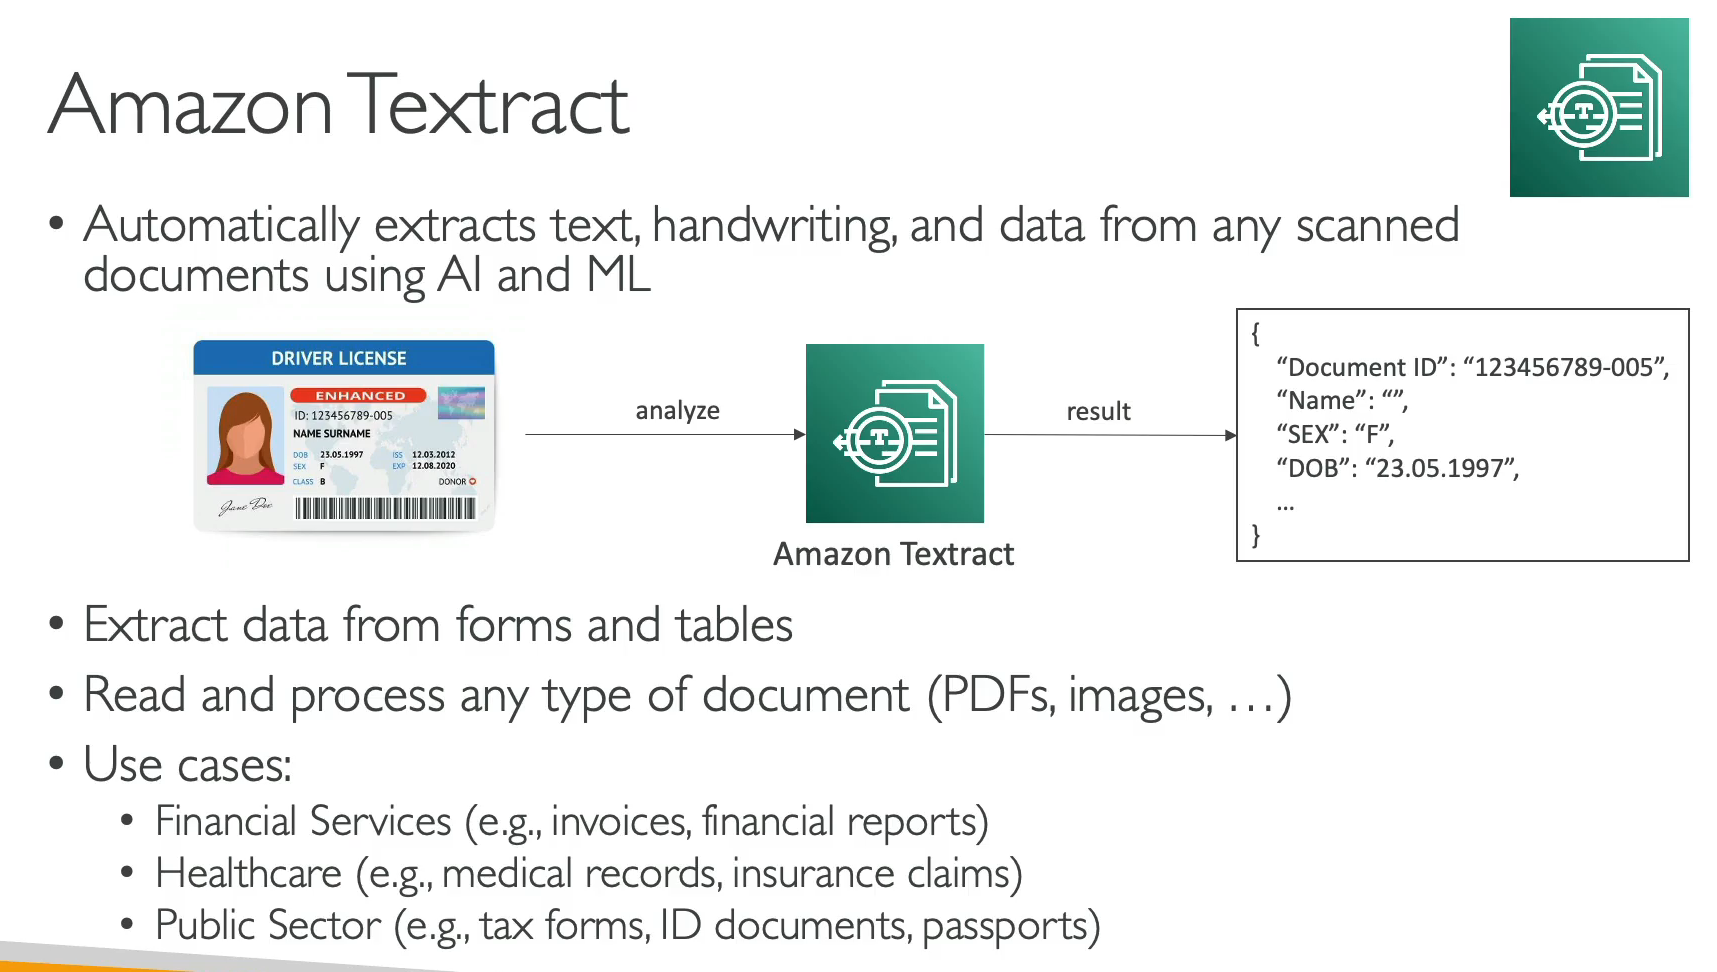 Amazon Textract
• Automatically extracts text, handwriting, and data from any scanned
documents using AI and ML
DRIVER LICENSE
ENHANCED
ID: 123456789-005
NAME SURNAME
DOB 23.05.1997 ISS 12.03.2012
SEX F EXP 12.08.2020
CLASS B DONOR
Jane Doe
analyze
T
Amazon Textract
result
{
“Document ID”: “123456789-005”,
“Name”: “”,
“SEX”: “F”,
“DOB”: “23.05.1997”,
...
}
• Extract data from forms and tables
• Read and process any type of document (PDFs, images, …)
• Use cases:
• Financial Services (e.g., invoices, financial reports)
• Healthcare (e.g., medical records, insurance claims)
• Public Sector (e.g., tax forms, ID documents, passports)